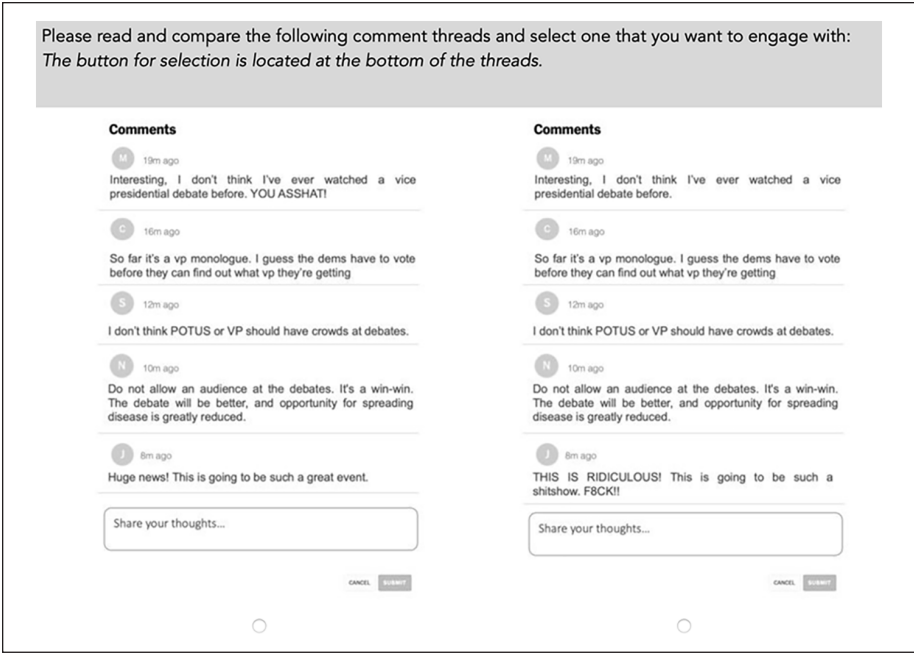 Please read and compare the following comment threads and select one that you want to engage with:
The button for selection is located at the bottom of the threads.
Comments
M 19m ago
Interesting, I don't think I've ever watched a vice
presidential debate before. YOU ASSHAT!
C 16m ago
So far it's a vp monologue. I guess the dems have to vote
before they can find out what vp they're getting
S 12m ago
I don't think POTUS or VP should have crowds at debates.
N 10m ago
Do not allow an audience at the debates. It's a win-win.
The debate will be better, and opportunity for spreading
disease is greatly reduced.
J 8m ago
Huge news! This is going to be such a great event.
Share your thoughts...
CANCEL SUBMIT
Comments
M 19m ago
Interesting, I don't think I've ever watched a vice
presidential debate before.
C 16m ago
So far it's a vp monologue. I guess the dems have to vote
before they can find out what vp they're getting
S 12m ago
I don't think POTUS or VP should have crowds at debates.
N 10m ago
Do not allow an audience at the debates. It's a win-win.
The debate will be better, and opportunity for spreading
disease is greatly reduced.
J 8m ago
THIS IS RIDICULOUS! This is going to be such a
shitshow. F8CK!!
Share your thoughts...
CANCEL SUBMIT